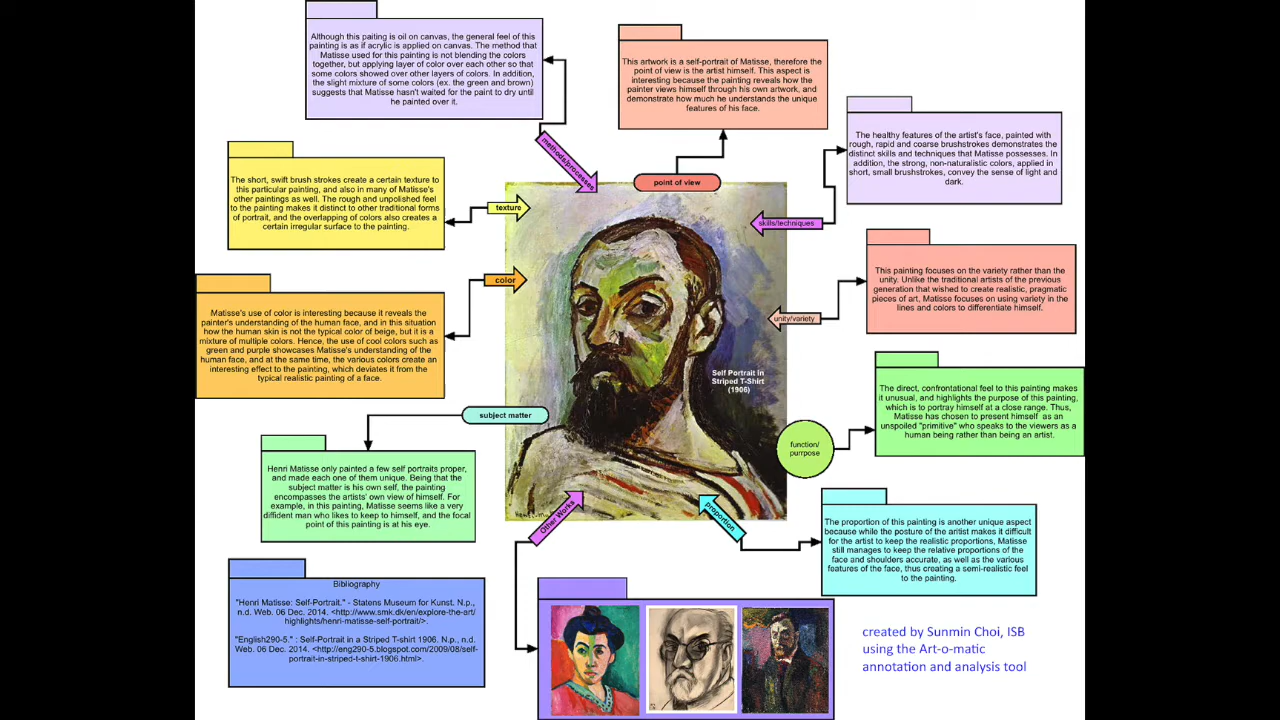 Although this paiting is oil on canvas, the general feel of this
painting is as if acrylic is applied on canvas. The method that
Matisse used for this painting is not blending the colors
together, but applying layer of color over each other so that
some colors showed over other layers of colors. In addition,
the slight mixture of some colors (ex. the green and brown)
suggests that Matisse hasn't waited for the paint to dry until
he painted over it.
methods/processes
This artwork is a self-portrait of Matisse, therefore the
point of view is the artist himself. This aspect is
interesting because the painting reveals how the
painter views himself through his own artwork, and
demonstrate how much he understands the unique
features of his face.
point of view
The healthy features of the artist's face, painted with
rough, rapid and coarse brushstrokes demonstrates the
distinct skills and techniques that Matisse possesses. In
addition, the strong, non-naturalistic colors, applied in
short, small brushstrokes, convey the sense of light and
dark.
skills/techniques
The short, swift brush strokes create a certain texture to
this particular painting, and also in many of Matisse's
other paintings as well. The rough and unpolished feel
to the painting makes it distinct to other traditional forms
of portrait, and the overlapping of colors also creates a
certain irregular surface to the painting.
texture
This painting focuses on the variety rather than the
unity. Unlike the traditional artists of the previous
generation that wished to create realistic, pragmatic
pieces of art, Matisse focuses on using variety in the
lines and colors to differentiate himself.
unity/variety
color
Matisse's use of color is interesting because it reveals the
painter's understanding of the human face, and in this situation
how the human skin is not the typical color of beige, but it is a
mixture of multiple colors. Hence, the use of cool colors such as
green and purple showcases Matisse's understanding of the
human face, and at the same time, the various colors create an
interesting effect to the painting, which deviates it from the
typical realistic painting of a face.
Self Portrait in
Striped T-Shirt
(1906)
The direct, confrontational feel to this painting makes
it unusual, and highlights the purpose of this painting,
which is to portray himself at a close range. Thus,
Matisse has chosen to present himself as an
unspoiled "primitive" who speaks to the viewers as a
human being rather than being an artist.
function/
purrpose
subject matter
Henri Matisse only painted a few self portraits proper,
and made each one of them unique. Being that the
subject matter is his own self, the painting
encompasses the artists' own view of himself. For
example, in this painting, Matisse seems like a very
diffident man who likes to keep to himself, and the focal
point of this painting is at his eye.
Other Works
proportion
The proportion of this painting is another unique aspect
because while the posture of the artist makes it difficult
for the artist to keep the realistic proportions, Matisse
still manages to keep the relative proportions of the
face and shoulders accurate, as well as the various
features of the face, thus creating a semi-realistic feel
to the painting.
Bibliography
"Henri Matisse: Self-Portrait." - Statens Museum for Kunst. N.p.,
n.d. Web. 06 Dec. 2014. <http://www.smk.dk/en/explore-the-art/
highlights/henri-matisse-self-portrait/>.
"English290-5." : Self-Portrait in a Striped T-shirt 1906. N.p., n.d.
Web. 06 Dec. 2014. <http://eng290-5.blogspot.com/2009/08/self-
portrait-in-striped-t-shirt-1906.html>.
created by Sunmin Choi, ISB
using the Art-o-matic
annotation and analysis tool